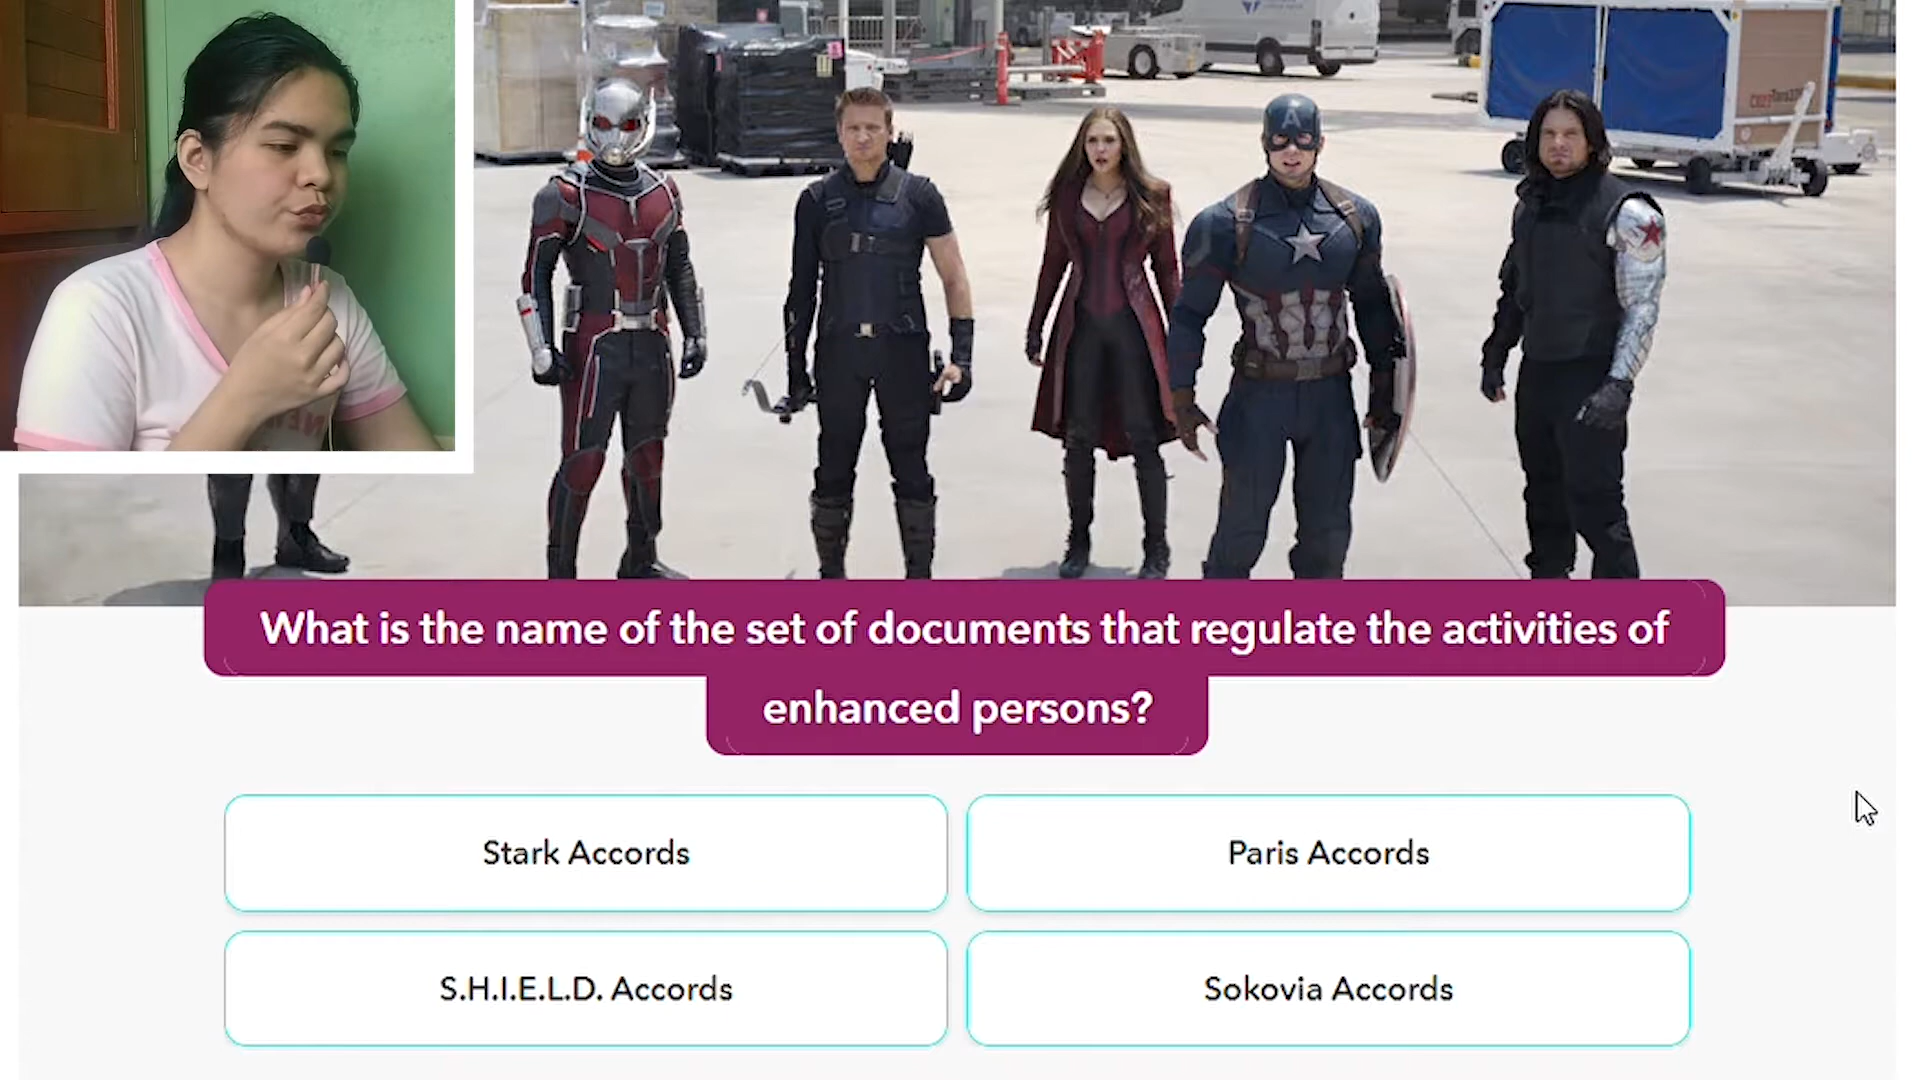 What is the name of the set of documents that regulate the activities of
enhanced persons?
Stark Accords
Paris Accords
S.H.I.E.L.D. Accords
Sokovia Accords
A